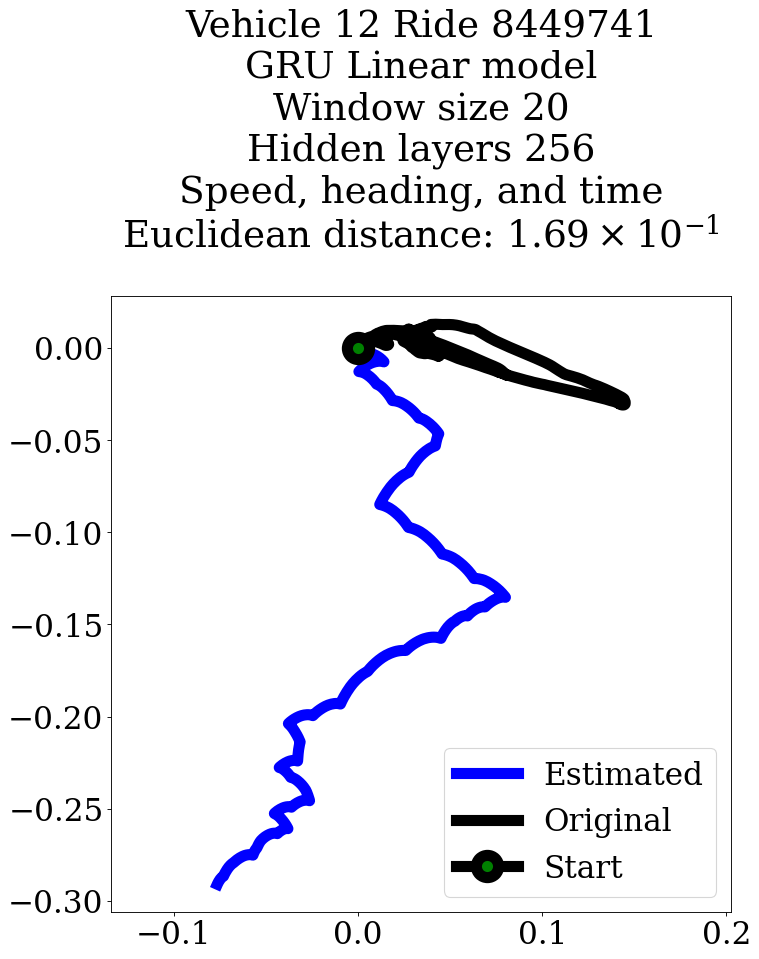 Vehicle 12 Ride 8449741
GRU Linear model
Window size 20
Hidden layers 256
Speed, heading, and time
Euclidean distance: 1.69 × 10⁻¹
0.00
−0.05
−0.10
−0.15
−0.20
−0.25
−0.30
Estimated
Original
Start
−0.1
0.0
0.1
0.2